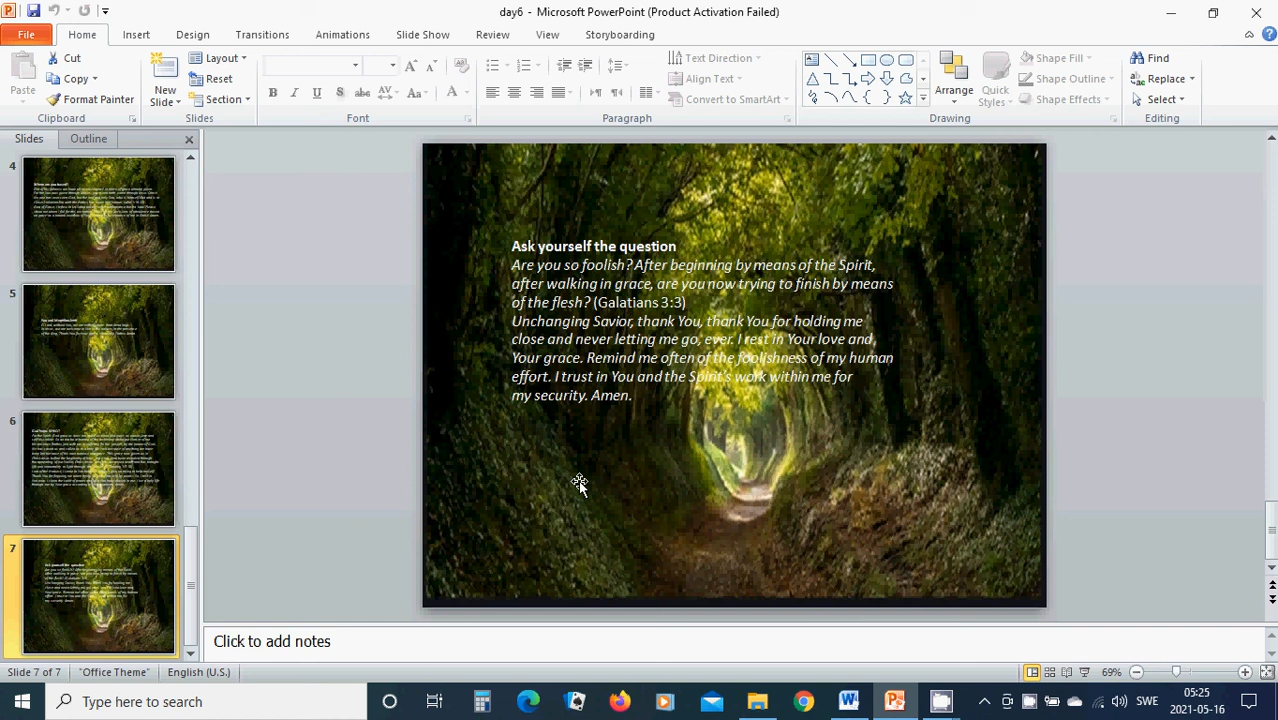 day6 - Microsoft PowerPoint (Product Activation Failed)
File Home Insert Design Transitions Animations Slide Show Review View Storyboarding
Cut Layout Text Direction Shape Fill Find
Paste Copy New Slide Reset Align Text Arrange Quick Styles Shape Outline Replace
Format Painter Section Convert to SmartArt Shape Effects Select
Clipboard Slides Font Paragraph Drawing Editing
Slides Outline
4
5
6
7
Ask yourself the question
Are you so foolish? After beginning by means of the Spirit,
after walking in grace, are you now trying to finish by means
of the flesh? (Galatians 3:3)
Unchanging Savior, thank You, thank You for holding me
close and never letting me go, ever. I rest in Your love and
Your grace. Remind me often of the foolishness of my human
effort. I trust in You and the Spirit's work within me for
my security. Amen.
Click to add notes
Slide 7 of 7 "Office Theme" English (U.S.) 69%
Type here to search SWE 05:25
2021-05-16